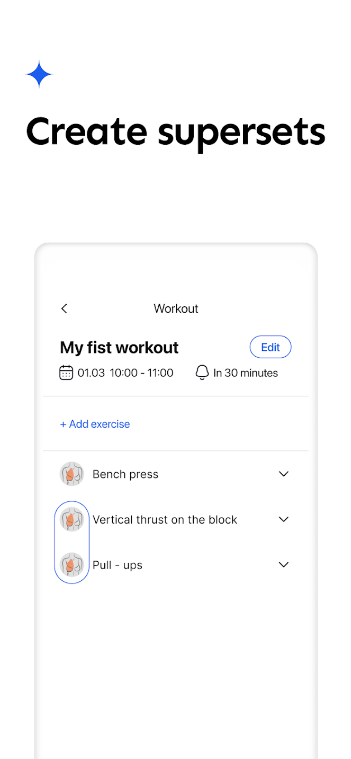 Create supersets
Workout
My fist workout
Edit
01.03 10:00 - 11:00
In 30 minutes
+ Add exercise
Bench press
Vertical thrust on the block
Pull - ups